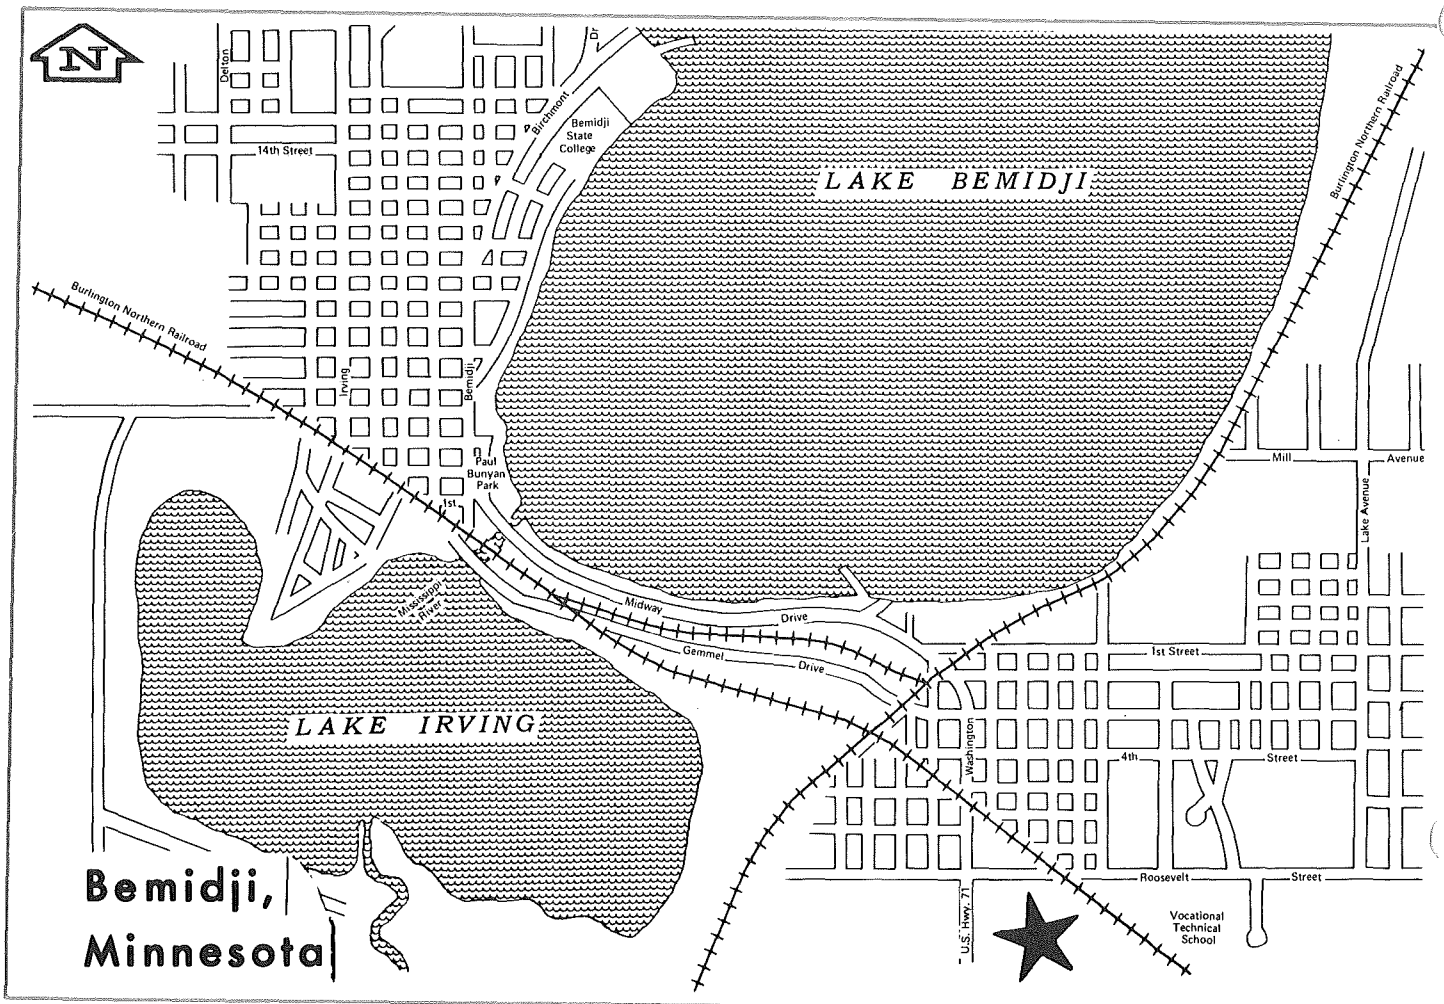 N
Delton
Dr
Birchmont
Bemidji
State
College
14th Street
LAKE BEMIDJI
Burlington Northern Railroad
Burlington Northern Railroad
Irving
Bemidji
Paul
Bunyan
Park
1st
Mill Avenue
Lake Avenue
Mississippi
River
Midway Drive
Gemmel Drive
1st Street
LAKE IRVING
Washington
4th Street
Roosevelt Street
U.S. Hwy. 71
Vocational
Technical
School
Bemidji,
Minnesota